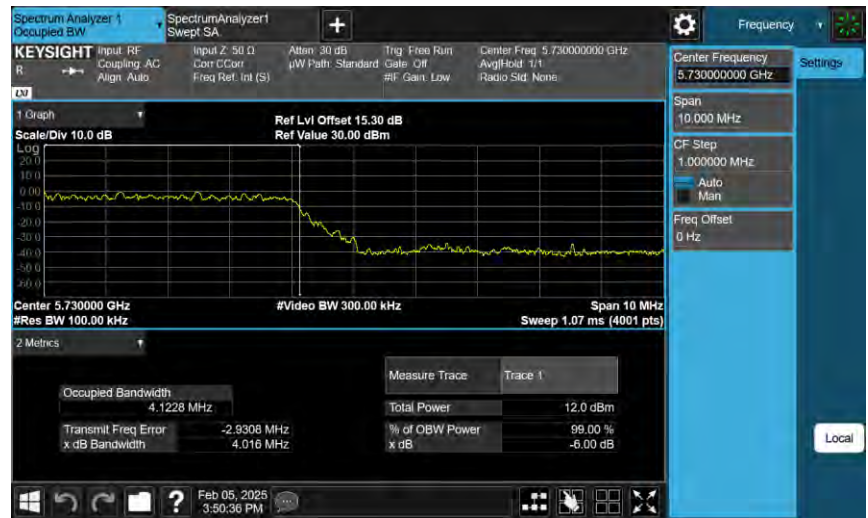 Spectrum Analyzer 1
Occupied BW
SpectrumAnalyzer1
Swept SA
+
Frequency
KEYSIGHT
R
LXI
Input: RF
Coupling: AC
Align: Auto
Input Z: 50 Ω
Corr CCorr
Freq Ref: Int (S)
Atten: 30 dB
µW Path: Standard
Trig: Free Run
Gate: Off
#IF Gain: Low
Center Freq: 5.730000000 GHz
Avg|Hold: 1/1
Radio Std: None
Center Frequency
5.730000000 GHz
Settings
Span
10.000 MHz
CF Step
1.000000 MHz
Auto
Man
Freq Offset
0 Hz
Local
1 Graph
Scale/Div 10.0 dB
Ref Lvl Offset 15.30 dB
Ref Value 30.00 dBm
Log
20.0
10.0
0.00
-10.0
-20.0
-30.0
-40.0
-50.0
-60.0
Center 5.730000 GHz
#Res BW 100.00 kHz
#Video BW 300.00 kHz
Span 10 MHz
Sweep 1.07 ms (4001 pts)
2 Metrics
Measure Trace Trace 1
Occupied Bandwidth
4.1228 MHz
Total Power 12.0 dBm
Transmit Freq Error -2.9308 MHz
% of OBW Power 99.00 %
x dB Bandwidth 4.016 MHz
x dB -6.00 dB
?
Feb 05, 2025
3:50:36 PM